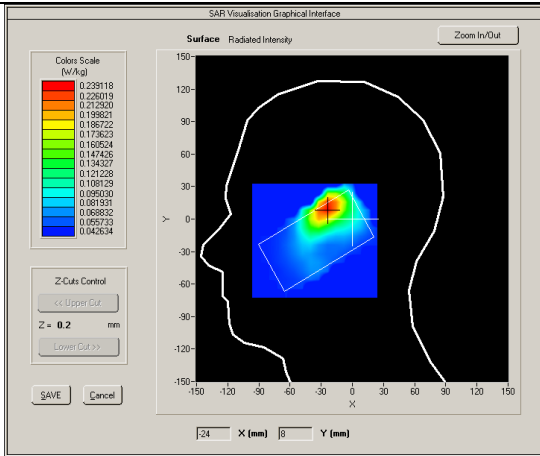 SAR Visualisation Graphical Interface
Surface Radiated Intensity
Zoom In/Out
Colors Scale
(W/kg)
0.239118
0.226019
0.212920
0.199821
0.186722
0.173623
0.160524
0.147426
0.134327
0.121228
0.108129
0.095030
0.081931
0.068832
0.055733
0.042634
Z-Cuts Control
<< Upper Cut
Z = 0.2 mm
Lower Cut >>
SAVE Cancel
150
120
90
60
30
0
-30
-60
-90
-120
-150
Y
-150 -120 -90 -60 -30 0 30 60 90 120 150
X
-24 X (mm) 8 Y (mm)